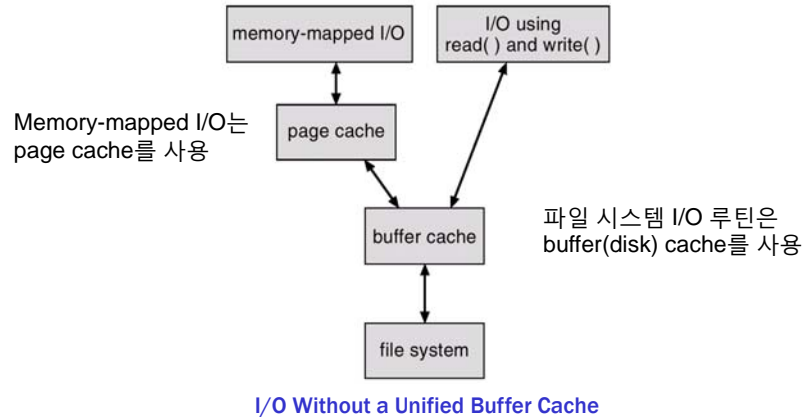 memory-mapped I/O
I/O using
read( ) and write( )
Memory-mapped I/O는
page cache를 사용
page cache
buffer cache
파일 시스템 I/O 루틴은
buffer(disk) cache를 사용
file system
I/O Without a Unified Buffer Cache